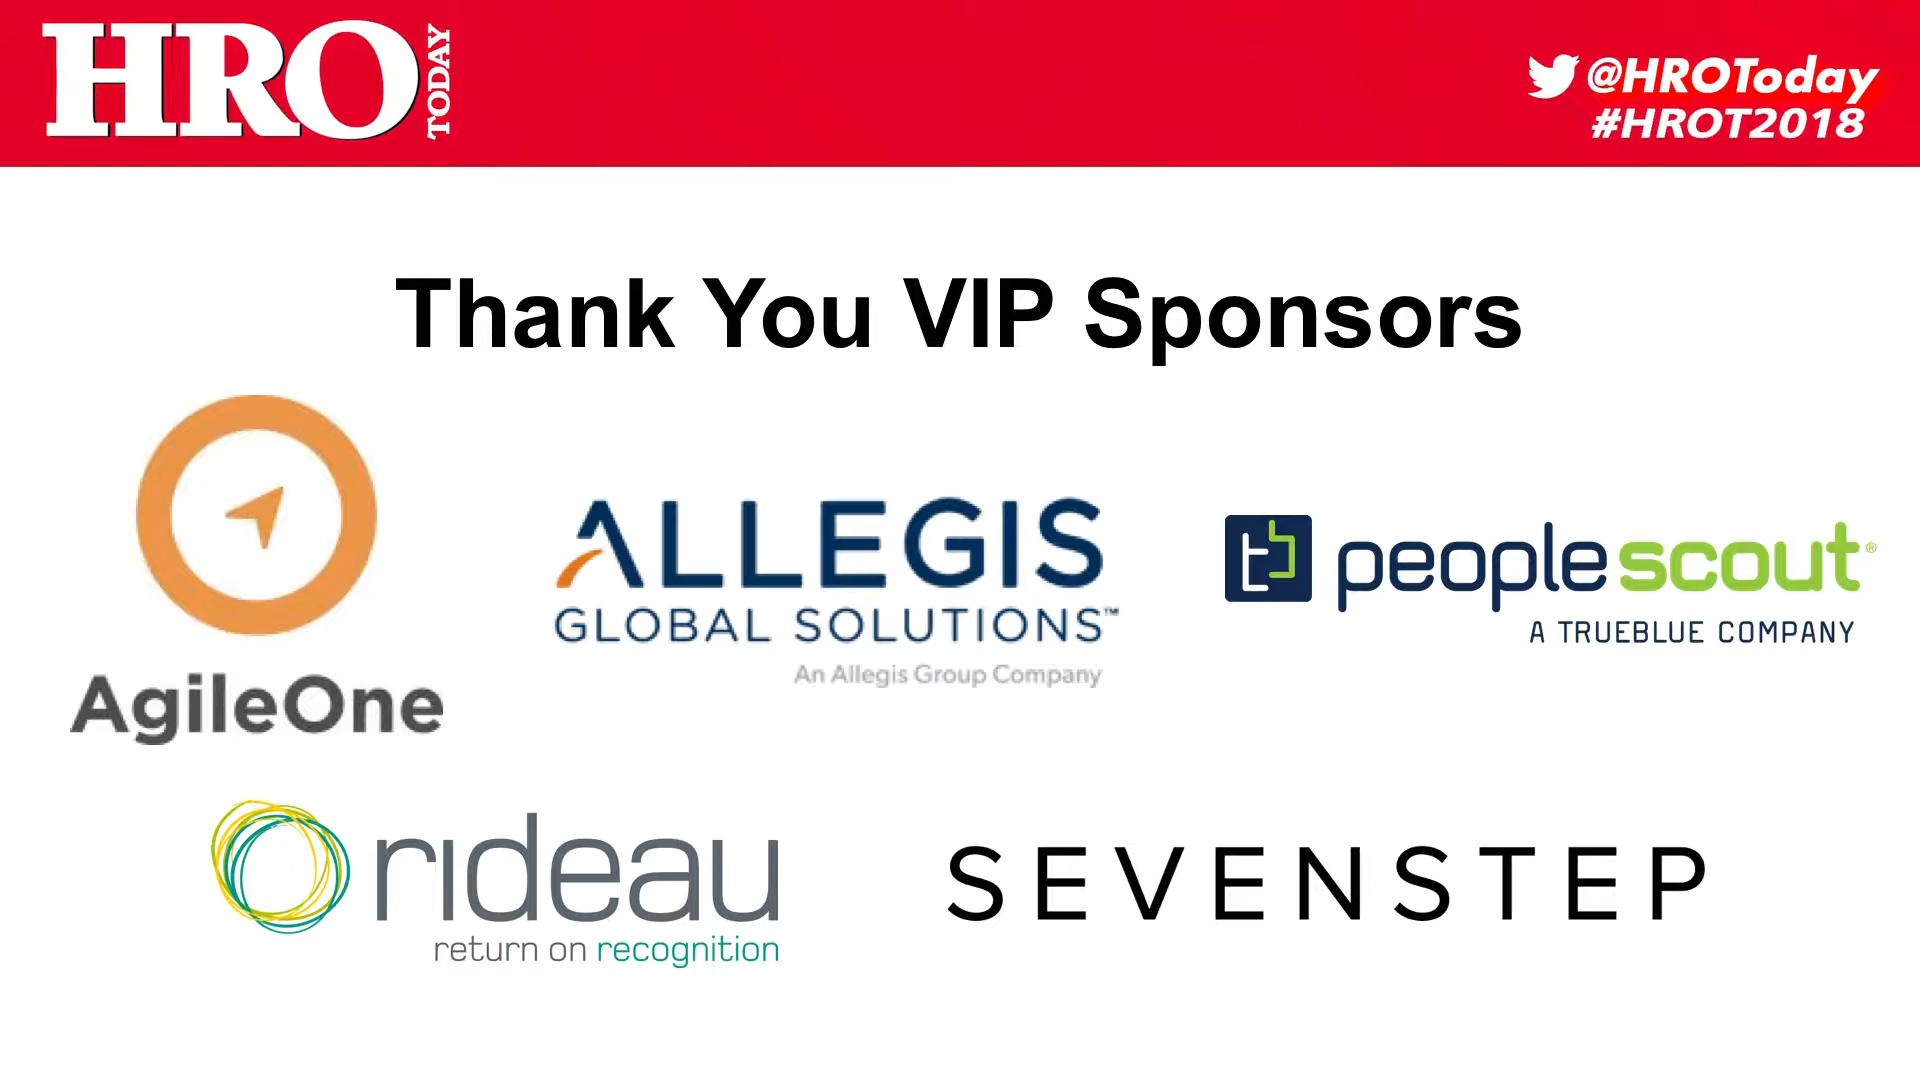 HRO TODAY
@HROToday
#HROT2018
Thank You VIP Sponsors
AgileOne
ALLEGIS
GLOBAL SOLUTIONS™
An Allegis Group Company
peoplescout®
A TRUEBLUE COMPANY
rideau
return on recognition
SEVENSTEP